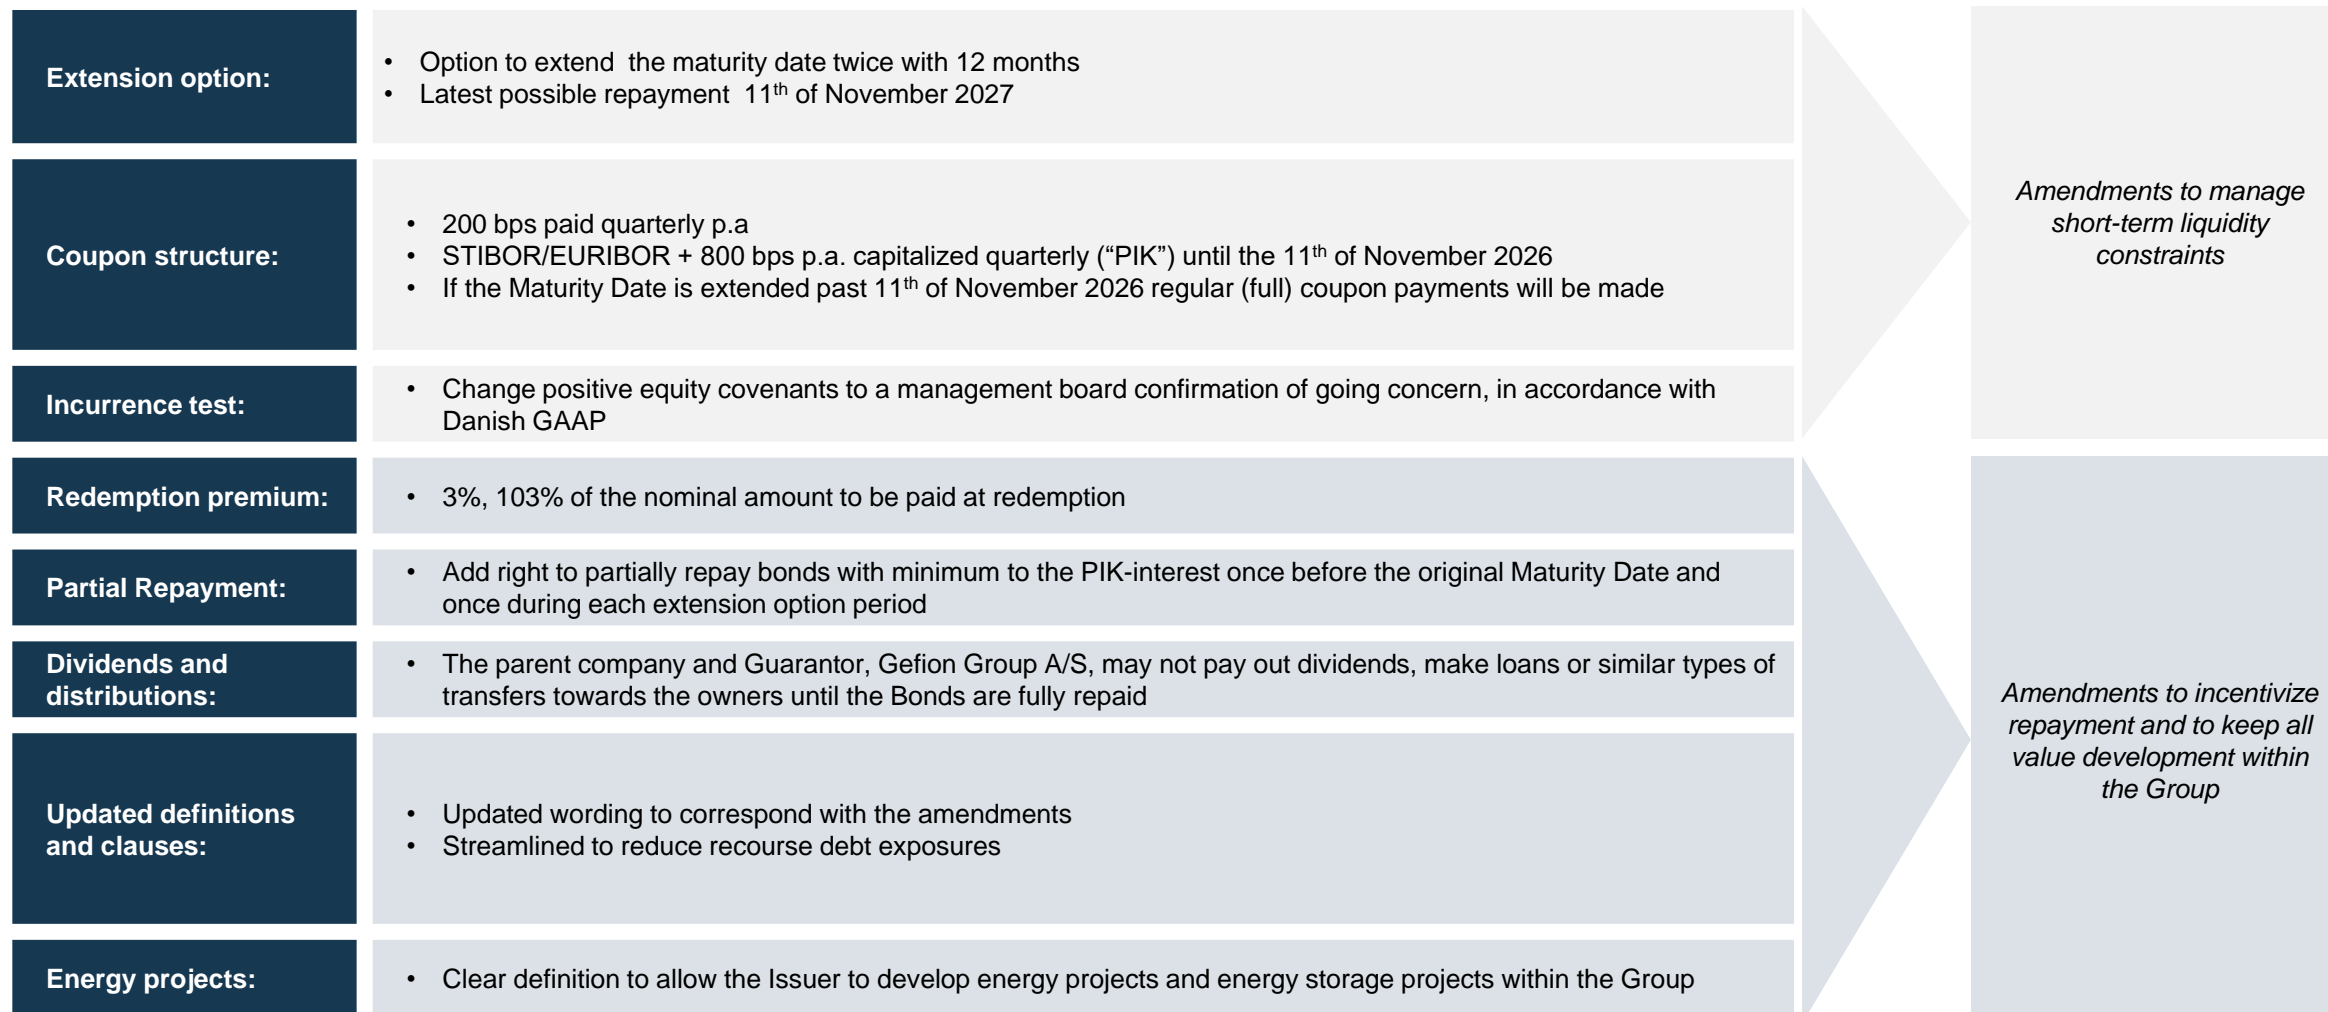 Extension option:
• Option to extend  the maturity date twice with 12 months
• Latest possible repayment  11th of November 2027
Coupon structure:
• 200 bps paid quarterly p.a
• STIBOR/EURIBOR + 800 bps p.a. capitalized quarterly (“PIK”) until the 11th of November 2026
• If the Maturity Date is extended past 11th of November 2026 regular (full) coupon payments will be made
Incurrence test:
• Change positive equity covenants to a management board confirmation of going concern, in accordance with
Danish GAAP
Amendments to manage
short-term liquidity
constraints
Redemption premium:
• 3%, 103% of the nominal amount to be paid at redemption
Partial Repayment:
• Add right to partially repay bonds with minimum to the PIK-interest once before the original Maturity Date and
once during each extension option period
Dividends and
distributions:
• The parent company and Guarantor, Gefion Group A/S, may not pay out dividends, make loans or similar types of
transfers towards the owners until the Bonds are fully repaid
Updated definitions
and clauses:
• Updated wording to correspond with the amendments
• Streamlined to reduce recourse debt exposures
Energy projects:
• Clear definition to allow the Issuer to develop energy projects and energy storage projects within the Group
Amendments to incentivize
repayment and to keep all
value development within
the Group